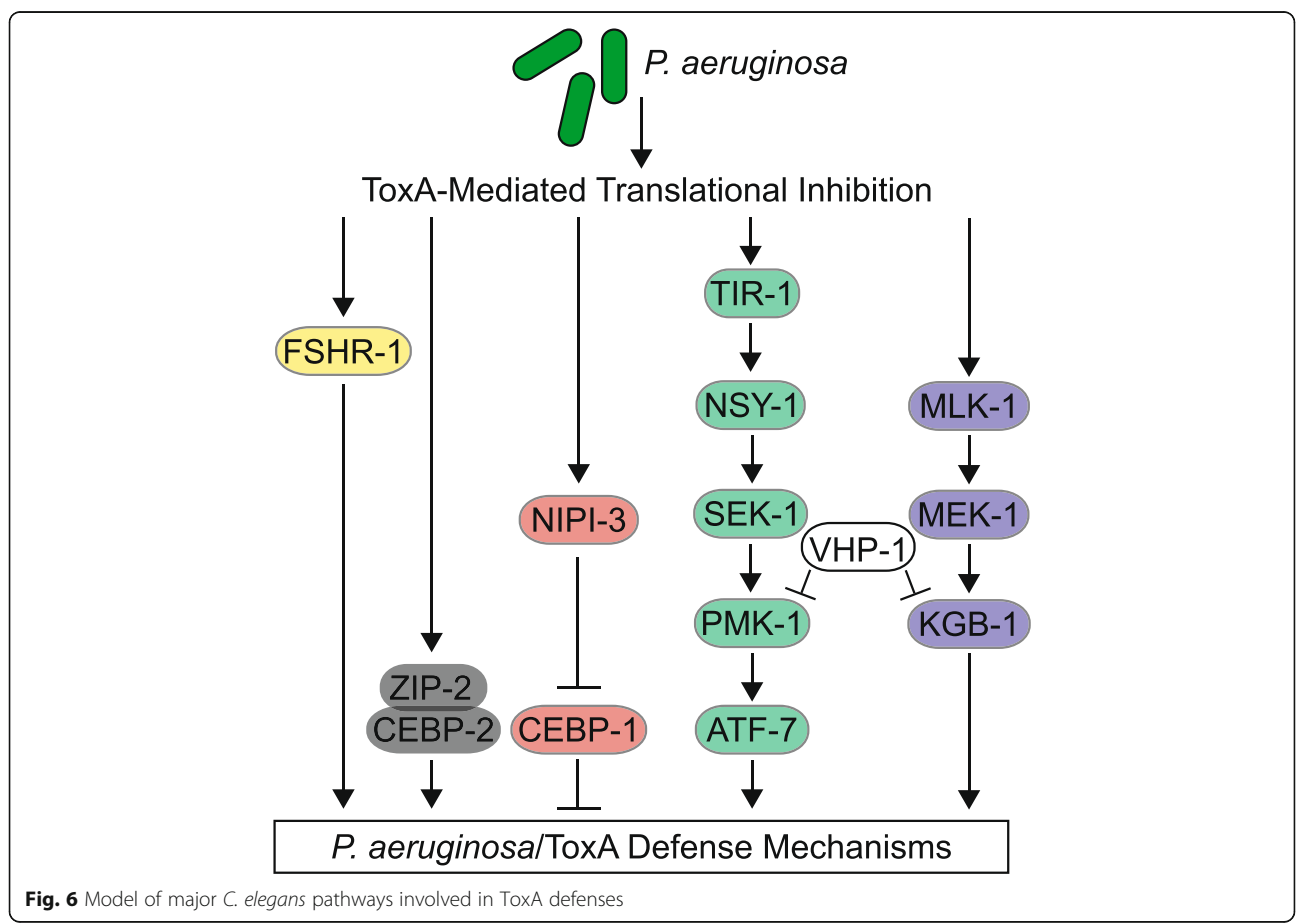 P. aeruginosa
ToxA-Mediated Translational Inhibition
TIR-1
FSHR-1
NSY-1
MLK-1
SEK-1
MEK-1
NIPI-3
VHP-1
PMK-1
KGB-1
ZIP-2
CEBP-2
CEBP-1
ATF-7
P. aeruginosa/ToxA Defense Mechanisms
Fig. 6 Model of major C. elegans pathways involved in ToxA defenses